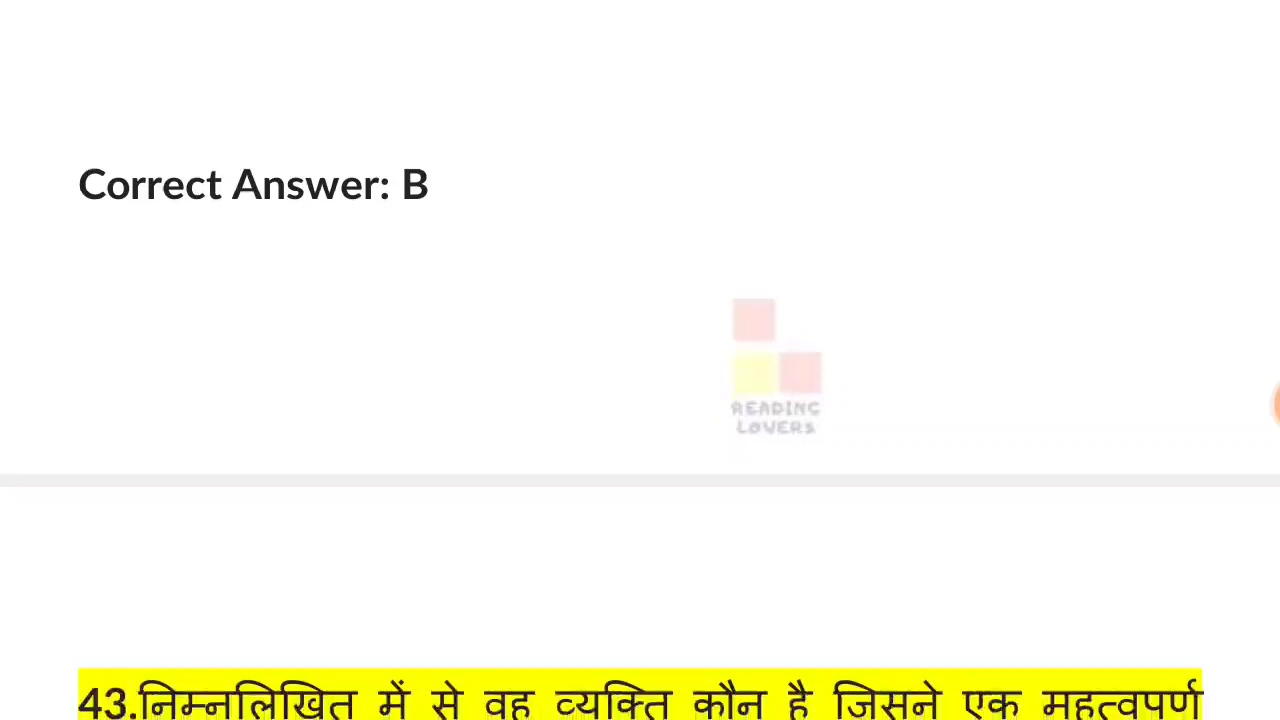 Correct Answer: B
READING
LOVERS
43.निम्नलिखित में से वह व्यक्ति कौन है जिसने एक महत्वपूर्ण